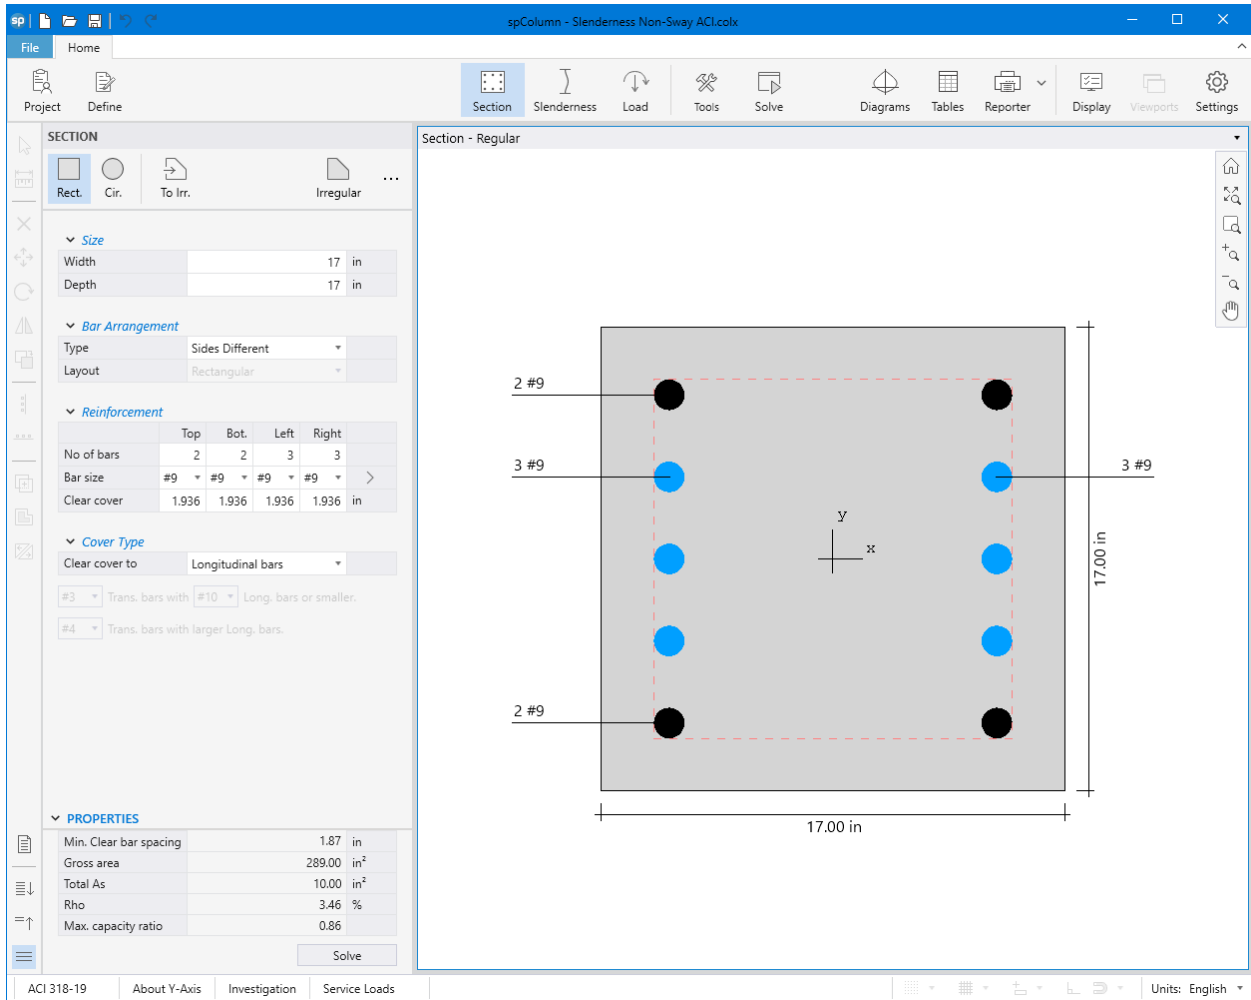 sp
spColumn - Slenderness Non-Sway ACI.colx
File Home
Project Define Section Slenderness Load Tools Solve Diagrams Tables Reporter Display Viewports Settings
SECTION
Rect. Cir. To Irr. Irregular ...
Size
Width 17 in
Depth 17 in
Bar Arrangement
Type Sides Different
Layout Rectangular
Reinforcement
Top Bot. Left Right
No of bars 2 2 3 3
Bar size #9 #9 #9 #9
Clear cover 1.936 1.936 1.936 1.936 in
Cover Type
Clear cover to Longitudinal bars
#3 Trans. bars with #10 Long. bars or smaller.
#4 Trans. bars with larger Long. bars.
PROPERTIES
Min. Clear bar spacing 1.87 in
Gross area 289.00 in²
Total As 10.00 in²
Rho 3.46 %
Max. capacity ratio 0.86
Solve
Section - Regular
2 #9
3 #9
3 #9
y
x
17.00 in
2 #9
17.00 in
ACI 318-19 About Y-Axis Investigation Service Loads Units: English